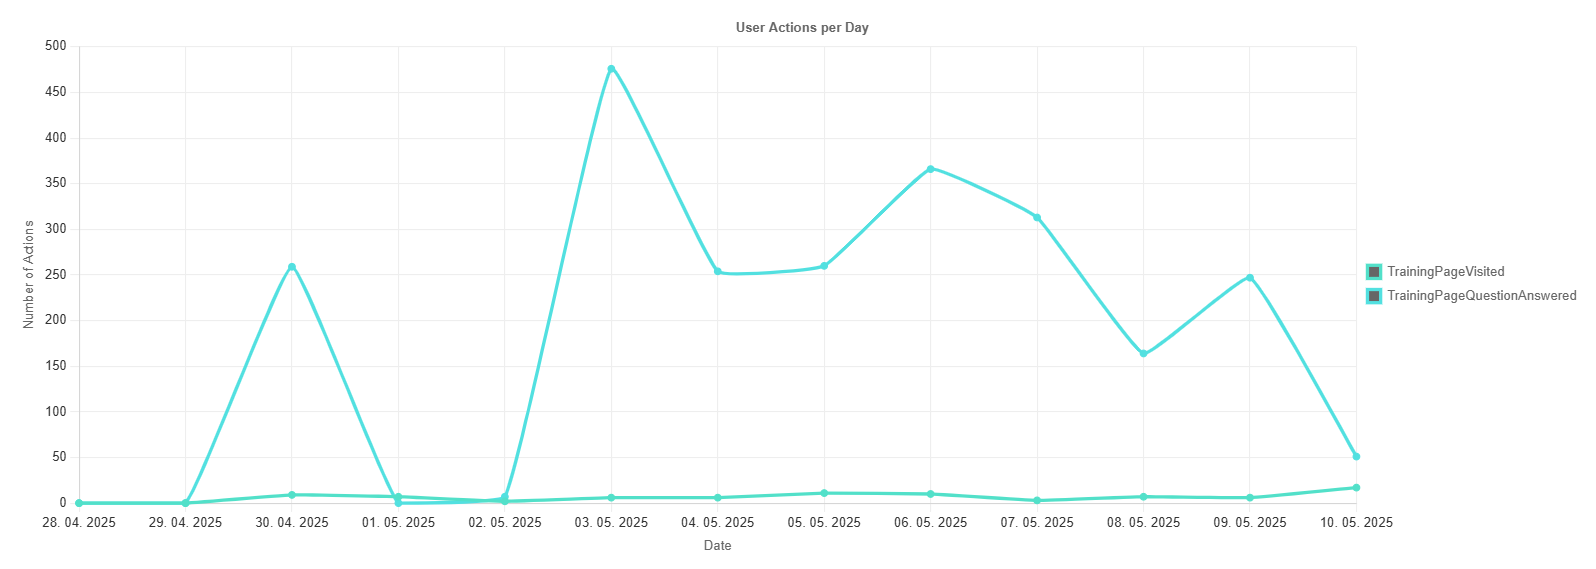 User Actions per Day
500
450
400
350
300
250
200
150
100
50
0
Number of Actions
28. 04. 2025 29. 04. 2025 30. 04. 2025 01. 05. 2025 02. 05. 2025 03. 05. 2025 04. 05. 2025 05. 05. 2025 06. 05. 2025 07. 05. 2025 08. 05. 2025 09. 05. 2025 10. 05. 2025
Date
TrainingPageVisited
TrainingPageQuestionAnswered